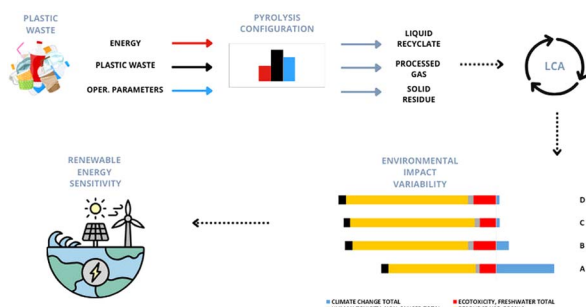 PLASTIC
WASTE
ENERGY
PLASTIC WASTE
OPER. PARAMETERS
PYROLYSIS
CONFIGURATION
LIQUID
RECYCLATE
PROCESSED
GAS
SOLID
RESIDUE
LCA
RENEWABLE
ENERGY
SENSITIVITY
ENVIRONMENTAL
IMPACT
VARIABILITY
D
C
B
A
CLIMATE CHANGE TOTAL
ECOTOXICITY, FRESHWATER TOTAL